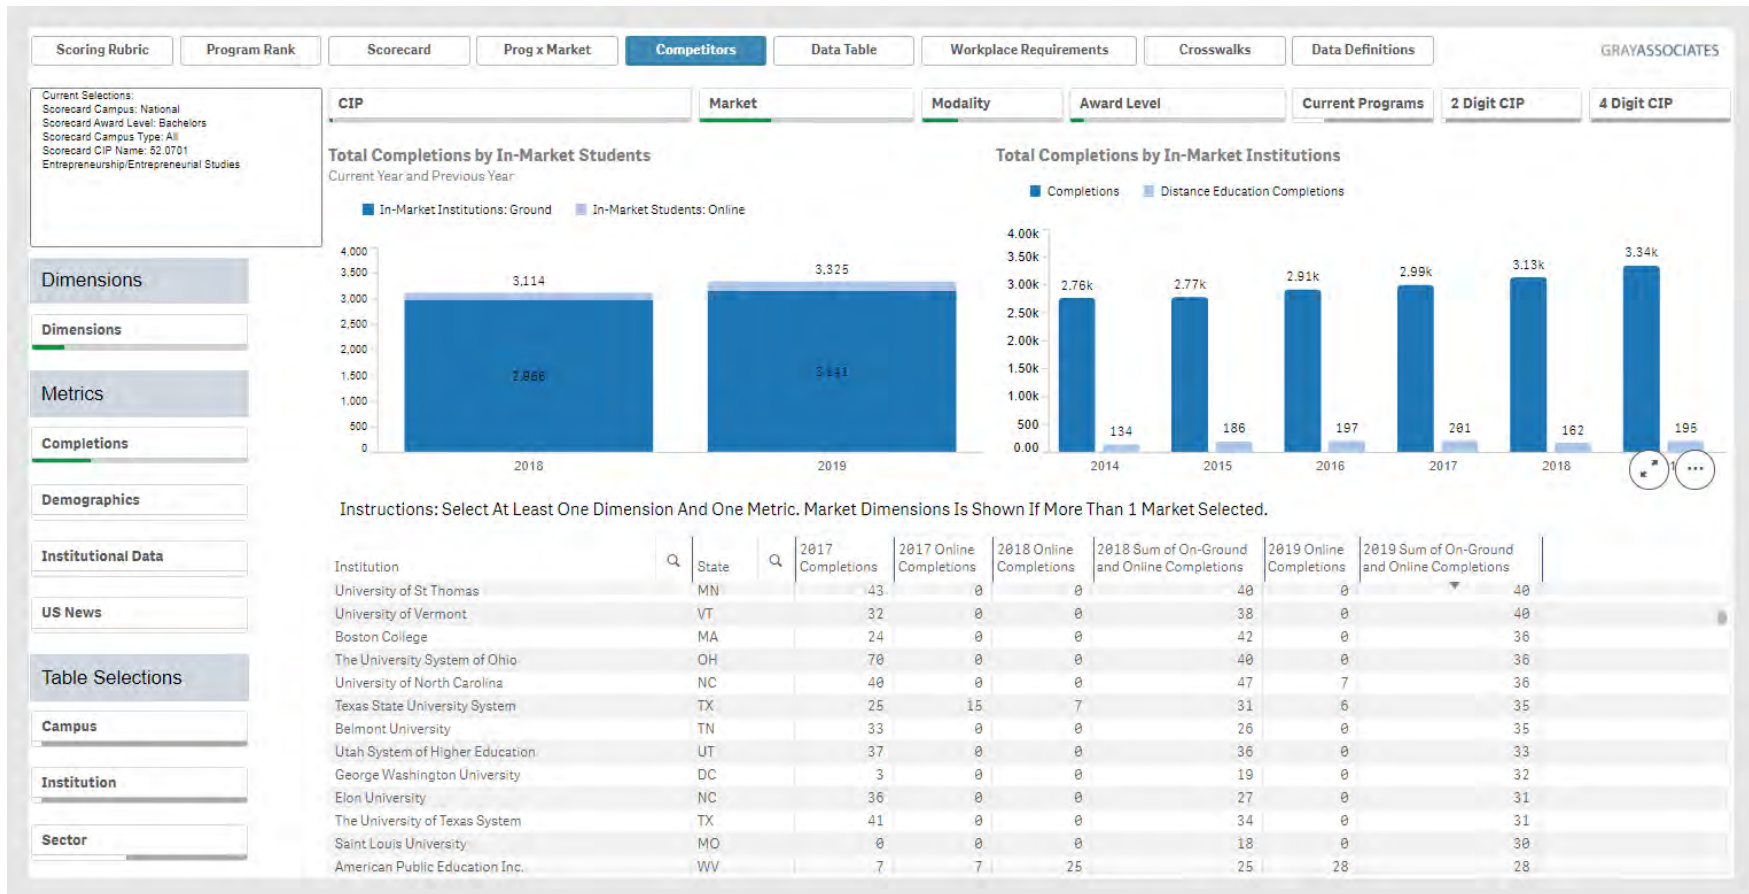 Scoring Rubric
Program Rank
Scorecard
Prog x Market
Competitors
Data Table
Workplace Requirements
Crosswalks
Data Definitions
GRAYASSOCIATES
Current Selections:
Scorecard Campus: National
Scorecard Award Level: Bachelors
Scorecard Campus Type: All
Scorecard CIP Name: 52.0701
Entrepreneurship/Entrepreneurial Studies
CIP
Market
Modality
Award Level
Current Programs
2 Digit CIP
4 Digit CIP
Dimensions
Dimensions
Metrics
Completions
Demographics
Institutional Data
US News
Table Selections
Campus
Institution
Sector
Total Completions by In-Market Students
Current Year and Previous Year
In-Market Institutions: Ground
In-Market Students: Online
4,000
3,500
3,000
2,500
2,000
1,500
1,000
500
0
3,114
3,325
2,966
2018
2019
Total Completions by In-Market Institutions
Completions
Distance Education Completions
4.00k
3.50k
3.00k
2.50k
2.00k
1.50k
1.00k
500
0.00
2.76k
134
2.77k
186
2.91k
197
2.99k
201
3.13k
162
3.34k
195
2014
2015
2016
2017
2018
Instructions: Select At Least One Dimension And One Metric. Market Dimensions Is Shown If More Than 1 Market Selected.
Institution State 2017 Completions 2017 Online Completions 2018 Online Completions 2018 Sum of On-Ground and Online Completions 2019 Online Completions 2019 Sum of On-Ground and Online Completions
University of St Thomas MN 43 0 0 40 0 40
University of Vermont VT 32 0 0 38 0 40
Boston College MA 24 0 0 42 0 36
The University System of Ohio OH 70 0 0 40 0 36
University of North Carolina NC 40 0 0 47 7 36
Texas State University System TX 25 15 7 31 6 35
Belmont University TN 33 0 0 26 0 35
Utah System of Higher Education UT 37 0 0 36 0 33
George Washington University DC 3 0 0 19 0 32
Elon University NC 36 0 0 27 0 31
The University of Texas System TX 41 0 0 34 0 31
Saint Louis University MO 0 0 0 18 0 30
American Public Education Inc. WV 7 7 25 25 28 28